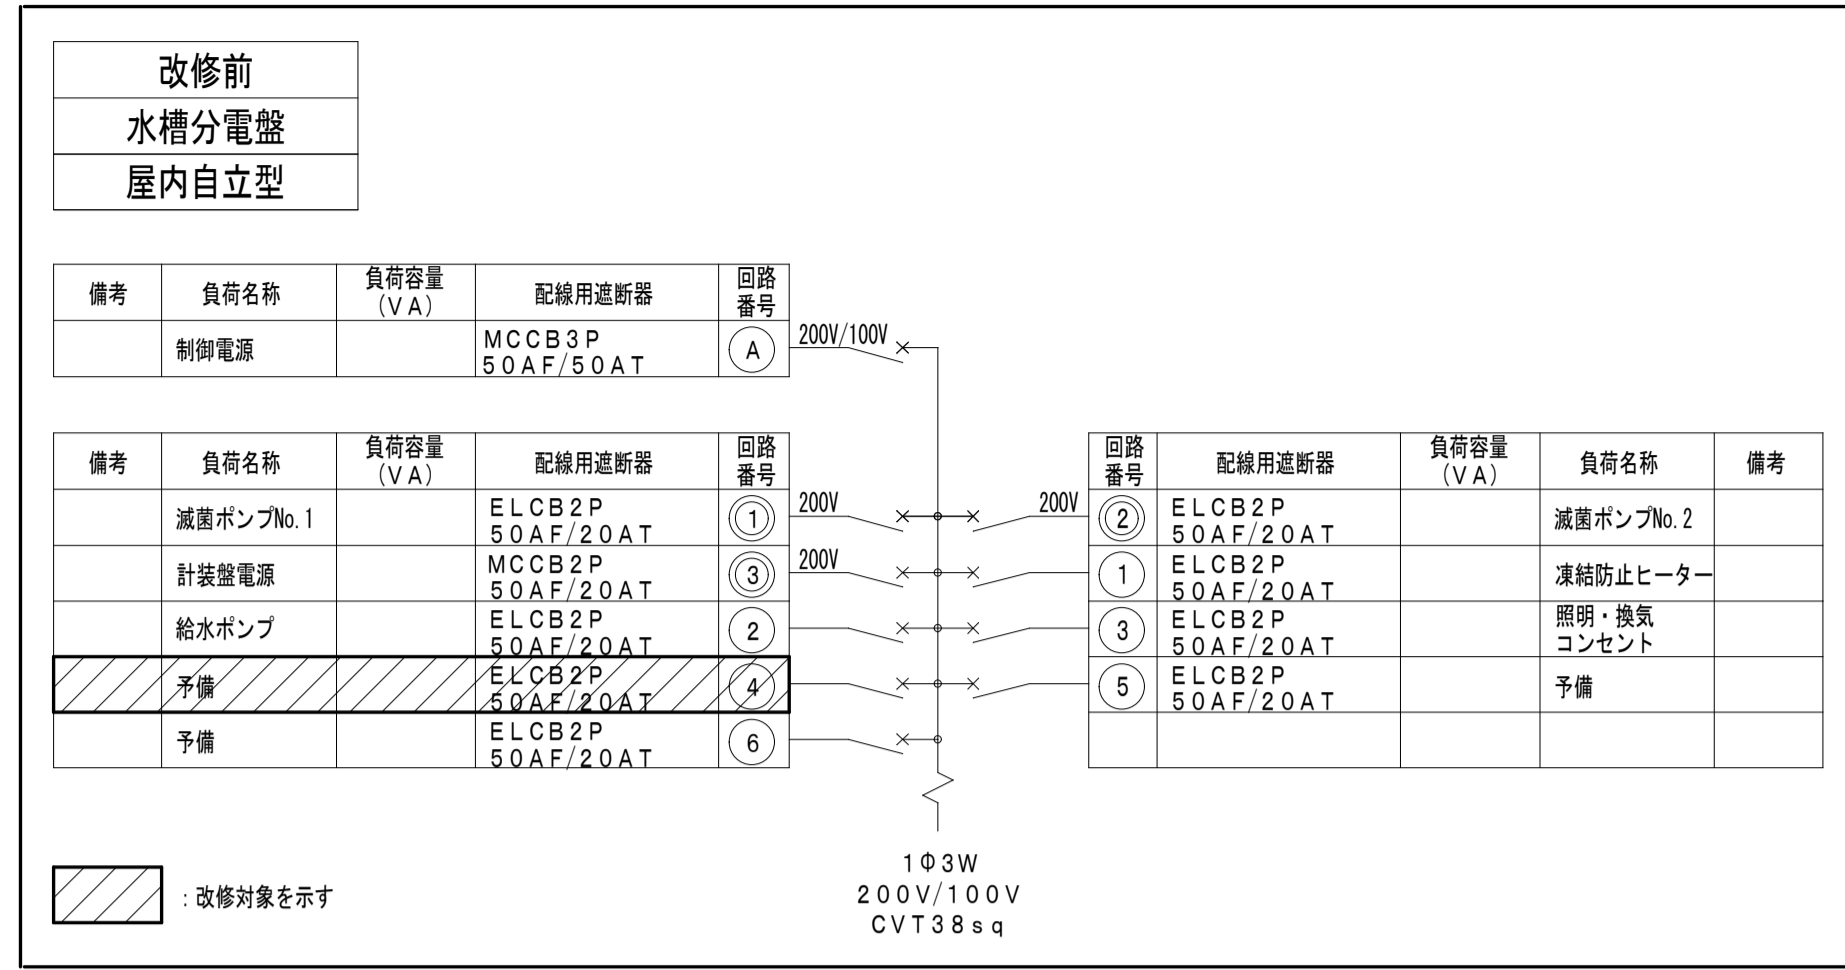 改修前
水槽分電盤
屋内自立型
備考 負荷名称 負荷容量(VA) 配線用遮断器 回路番号
制御電源 MCCB3P 50AF/50AT A 200V/100V
備考 負荷名称 負荷容量(VA) 配線用遮断器 回路番号
滅菌ポンプNo.1 ELCB2P 50AF/20AT 1 200V
計装盤電源 MCCB2P 50AF/20AT 3 200V
給水ポンプ ELCB2P 50AF/20AT 2
予備 ELCB2P 50AF/20AT 4
予備 ELCB2P 50AF/20AT 6
回路番号 配線用遮断器 負荷容量(VA) 負荷名称 備考
200V 2 ELCB2P 50AF/20AT 滅菌ポンプNo.2
1 ELCB2P 50AF/20AT 凍結防止ヒーター
3 ELCB2P 50AF/20AT 照明・換気コンセント
5 ELCB2P 50AF/20AT 予備
:改修対象を示す
1Φ3W
200V/100V
CVT38sq